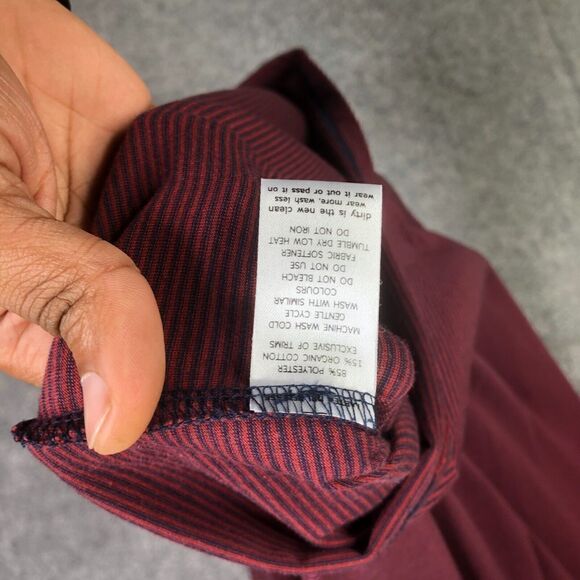 85% POLYESTER
15% ORGANIC COTTON
EXCLUSIVE OF TRIMS
MACHINE WASH COLD
GENTLE CYCLE
WASH WITH SIMILAR
COLOURS
DO NOT BLEACH
DO NOT USE
FABRIC SOFTENER
TUMBLE DRY LOW HEAT
DO NOT IRON
dirty is the new clean
wear more, wash less
wear it out or pass it on